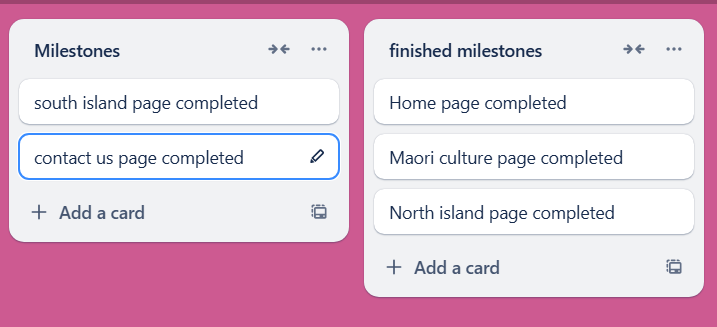 Milestones
south island page completed
contact us page completed
Add a card
finished milestones
Home page completed
Maori culture page completed
North island page completed
Add a card